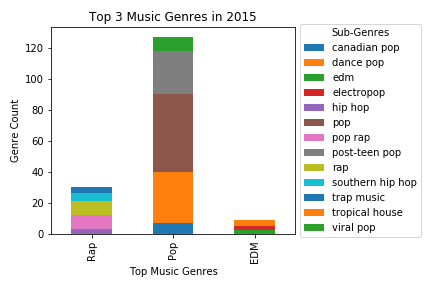 Top 3 Music Genres in 2015
Genre Count
120
100
80
60
40
20
0
Rap
Pop
EDM
Top Music Genres
Sub-Genres
canadian pop
dance pop
edm
electropop
hip hop
pop
pop rap
post-teen pop
rap
southern hip hop
trap music
tropical house
viral pop